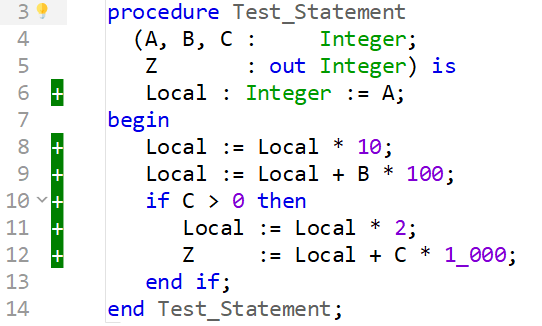 3 procedure Test_Statement
4 (A, B, C : Integer;
5 Z : out Integer) is
6 + Local : Integer := A;
7 begin
8 + Local := Local * 10;
9 + Local := Local + B * 100;
10 + if C > 0 then
11 + Local := Local * 2;
12 + Z := Local + C * 1_000;
13 end if;
14 end Test_Statement;